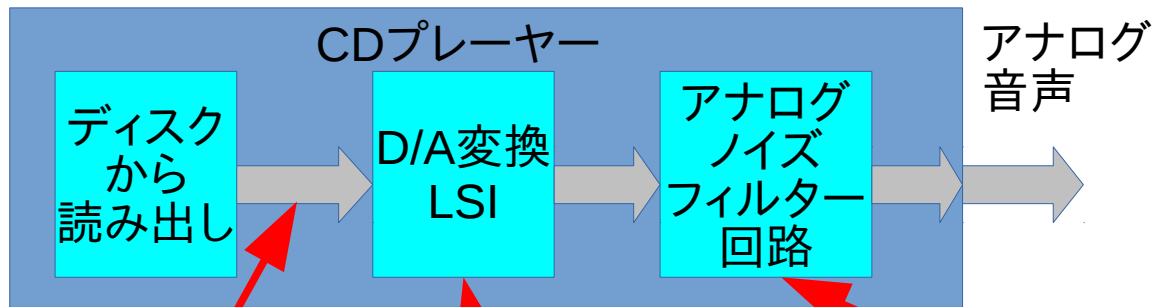 CDプレーヤー
ディスク
から
読み出し
D/A変換
LSI
アナログ
ノイズ
フィルター
回路
アナログ
音声